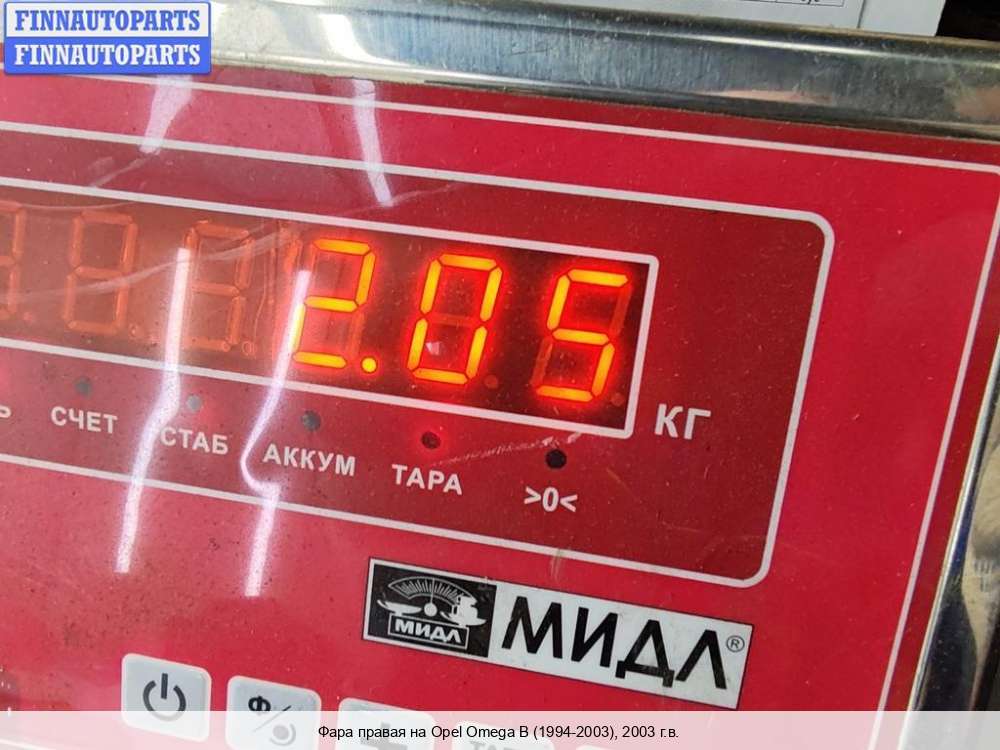 FINNAUTOPARTS
FINNAUTOPARTS
2.05
КГ
СЧЕТ СТАБ АККУМ ТАРА >0<
МИДЛ МИДЛ®
Ф/
Фара правая на Opel Omega B (1994-2003), 2003 г.в.